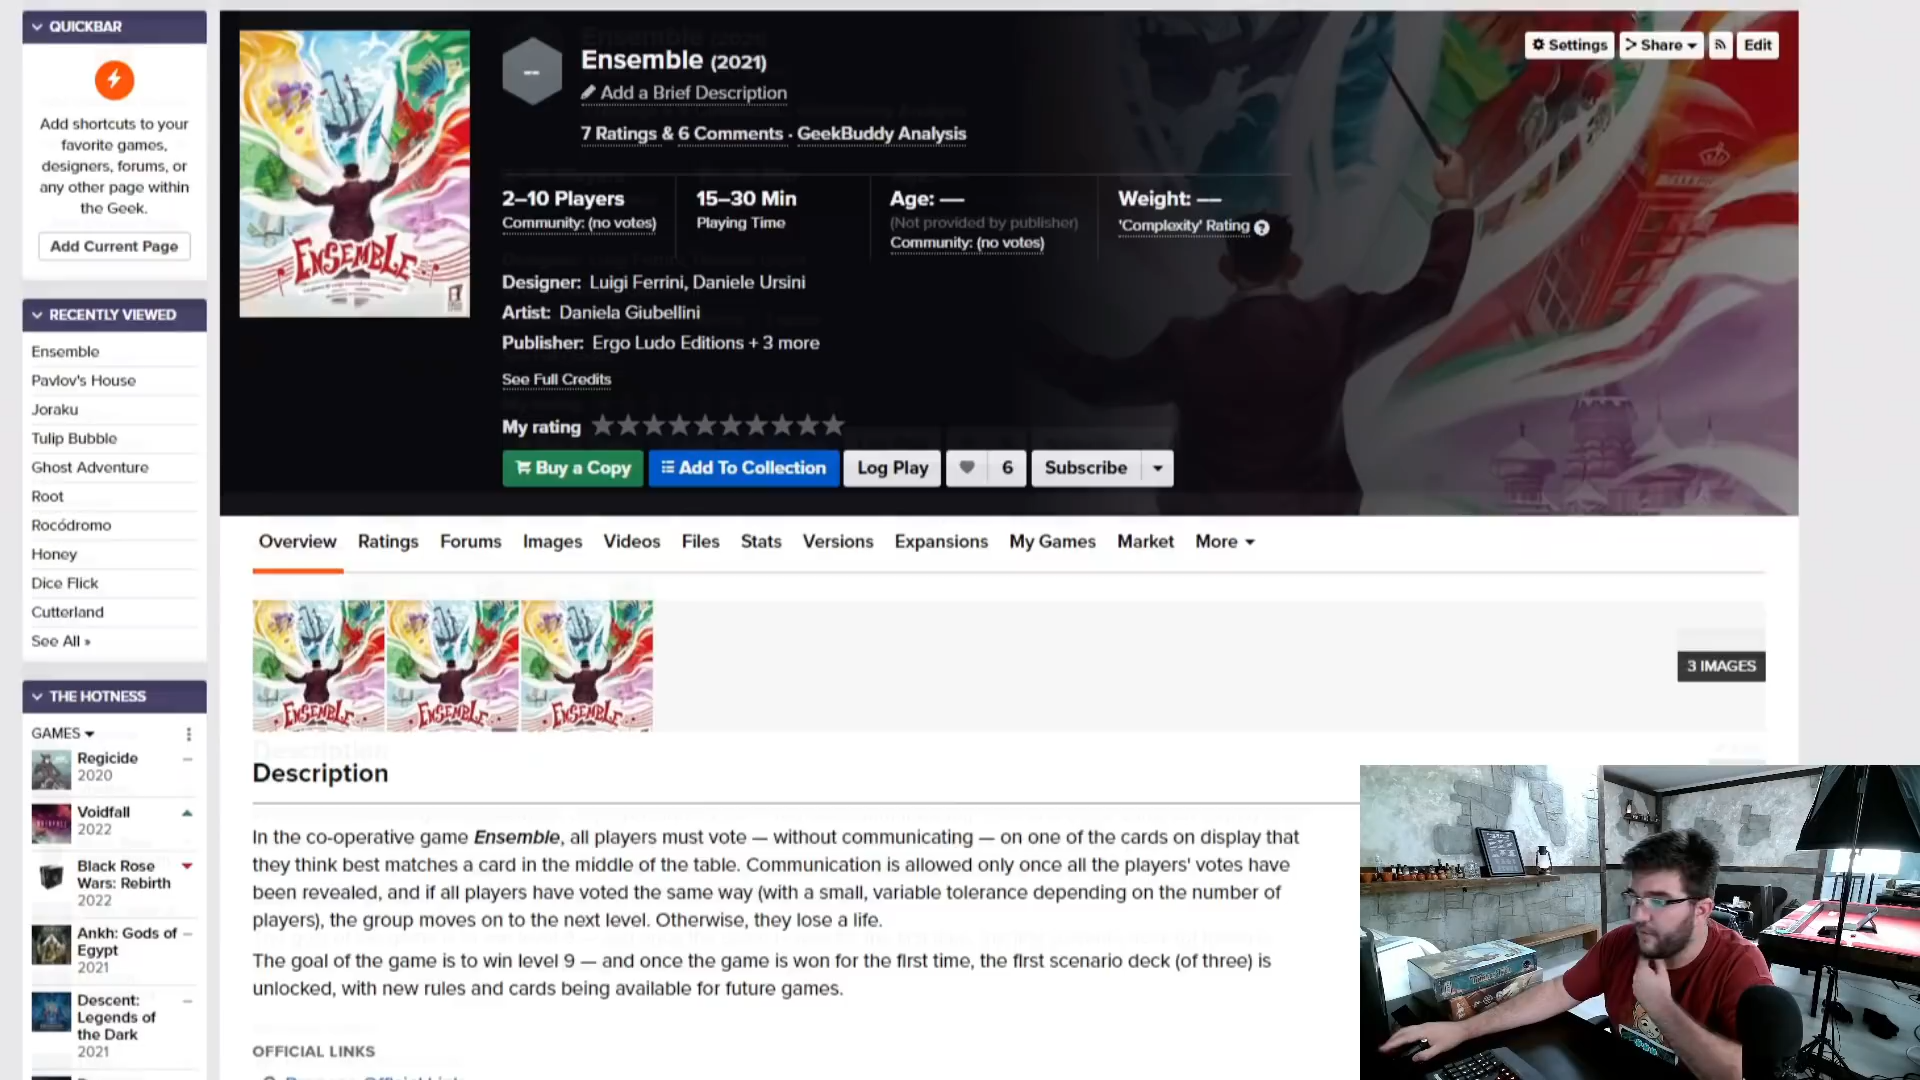 QUICKBAR
Add shortcuts to your
favorite games,
designers, forums, or
any other page within
the Geek.
Add Current Page
RECENTLY VIEWED
Ensemble
Pavlov's House
Joraku
Tulip Bubble
Ghost Adventure
Root
Rocódromo
Honey
Dice Flick
Cutterland
See All »
THE HOTNESS
GAMES
Regicide
2020
Voidfall
2022
Black Rose
Wars: Rebirth
2022
Ankh: Gods of
Egypt
2021
Descent:
Legends of
the Dark
2021
ENSEMBLE
--
Ensemble (2021)
Add a Brief Description
7 Ratings & 6 Comments · GeekBuddy Analysis
Settings
Share
Edit
2–10 Players
Community: (no votes)
15–30 Min
Playing Time
Age: —
(Not provided by publisher)
Community: (no votes)
Weight: —
'Complexity' Rating ?
Designer: Luigi Ferrini, Daniele Ursini
Artist: Daniela Giubellini
Publisher: Ergo Ludo Editions + 3 more
See Full Credits
My rating
Buy a Copy
Add To Collection
Log Play
6
Subscribe
Overview Ratings Forums Images Videos Files Stats Versions Expansions My Games Market More
ENSEMBLE
ENSEMBLE
ENSEMBLE
3 IMAGES
Description
In the co-operative game Ensemble, all players must vote — without communicating — on one of the cards on display that
they think best matches a card in the middle of the table. Communication is allowed only once all the players' votes have
been revealed, and if all players have voted the same way (with a small, variable tolerance depending on the number of
players), the group moves on to the next level. Otherwise, they lose a life.
The goal of the game is to win level 9 — and once the game is won for the first time, the first scenario deck (of three) is
unlocked, with new rules and cards being available for future games.
OFFICIAL LINKS